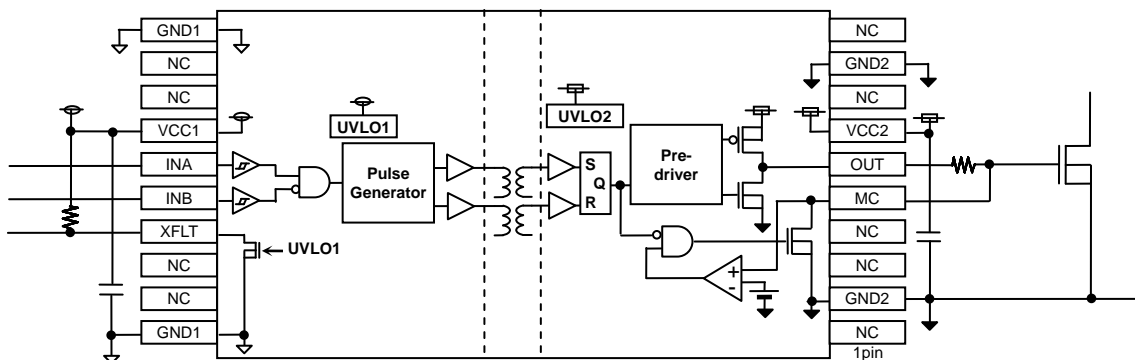 GND1
NC
NC
VCC1
INA
INB
XFLT
NC
NC
GND1
UVLO1
Pulse
Generator
UVLO1
UVLO2
S
Q
R
Pre-
driver
+
-
NC
GND2
NC
VCC2
OUT
MC
NC
NC
GND2
NC
1pin